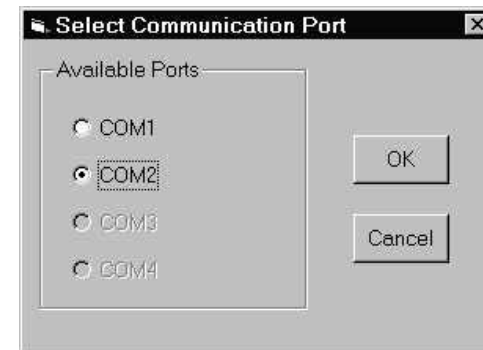 Select Communication Port
Available Ports
COM1
COM2
COM3
COM4
OK
Cancel